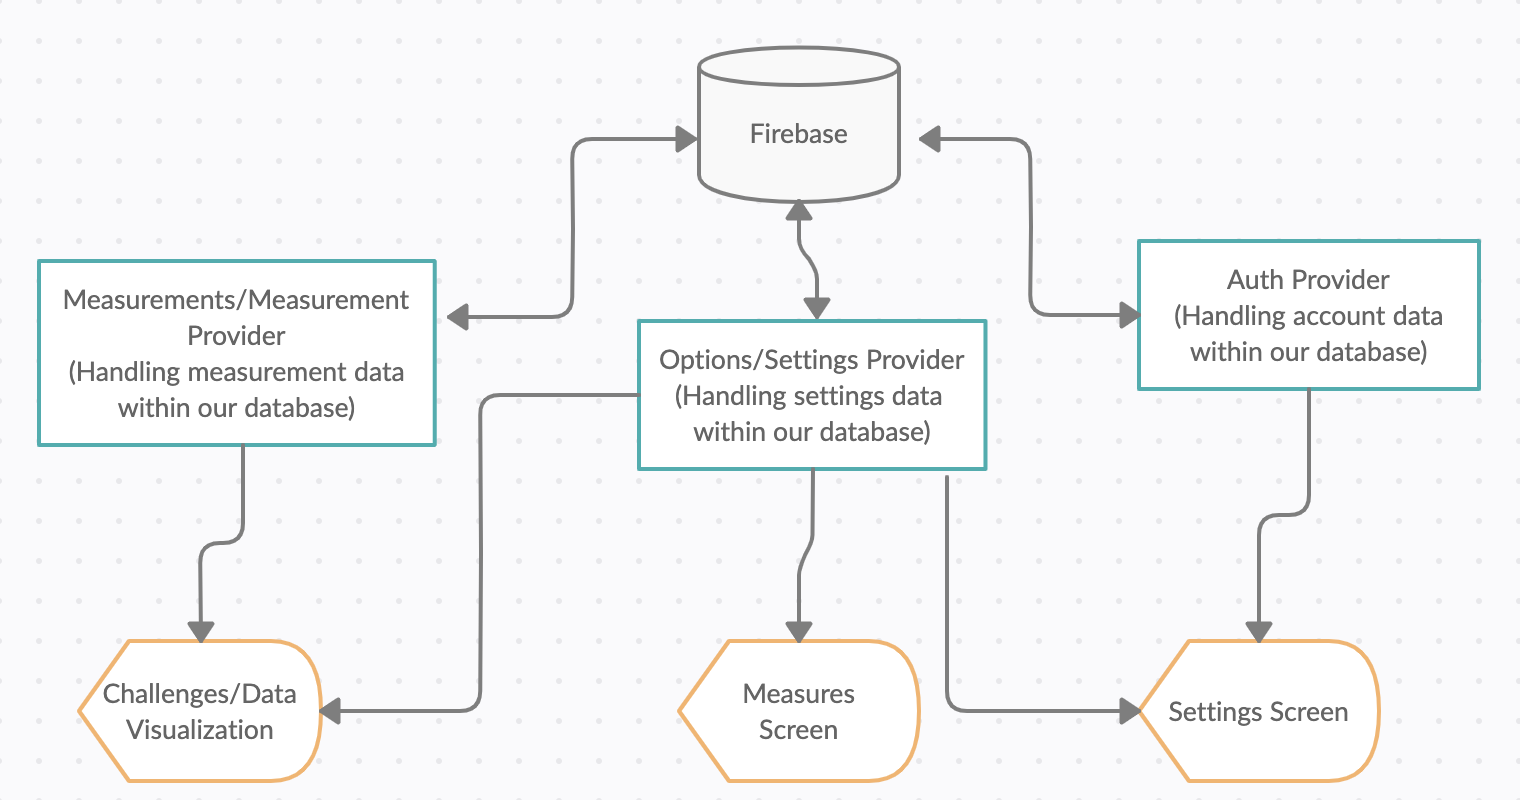 Firebase
Measurements/Measurement
Provider
(Handling measurement data
within our database)
Options/Settings Provider
(Handling settings data
within our database)
Auth Provider
(Handling account data
within our database)
Challenges/Data
Visualization
Measures
Screen
Settings Screen